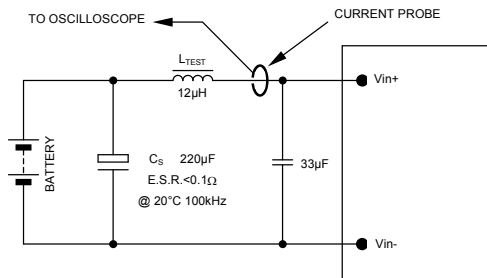 TO OSCILLOSCOPE
CURRENT PROBE
LTEST
12μH
Vin+
BATTERY
CS 220μF
E.S.R.<0.1Ω
@ 20°C 100kHz
33μF
Vin-